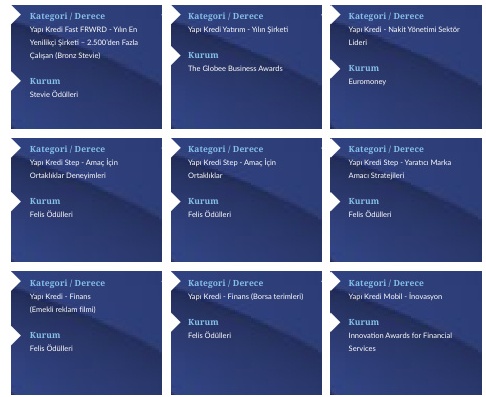 Kategori / Derece
Yapı Kredi Fast FRWRD - Yılın En
Yenilikçi Şirketi – 2.500'den Fazla
Çalışan (Bronz Stevie)
Kurum
Stevie Ödülleri
Kategori / Derece
Yapı Kredi Yatırım - Yılın Şirketi
Kurum
The Globee Business Awards
Kategori / Derece
Yapı Kredi - Nakit Yönetimi Sektör
Lideri
Kurum
Euromoney
Kategori / Derece
Yapı Kredi Step - Amaç İçin
Ortaklıklar Deneyimleri
Kurum
Felis Ödülleri
Kategori / Derece
Yapı Kredi Step - Amaç İçin
Ortaklıklar
Kurum
Felis Ödülleri
Kategori / Derece
Yapı Kredi Step - Yaratıcı Marka
Amacı Stratejileri
Kurum
Felis Ödülleri
Kategori / Derece
Yapı Kredi - Finans
(Emekli reklam filmi)
Kurum
Felis Ödülleri
Kategori / Derece
Yapı Kredi - Finans (Borsa terimleri)
Kurum
Felis Ödülleri
Kategori / Derece
Yapı Kredi Mobil - İnovasyon
Kurum
Innovation Awards for Financial
Services